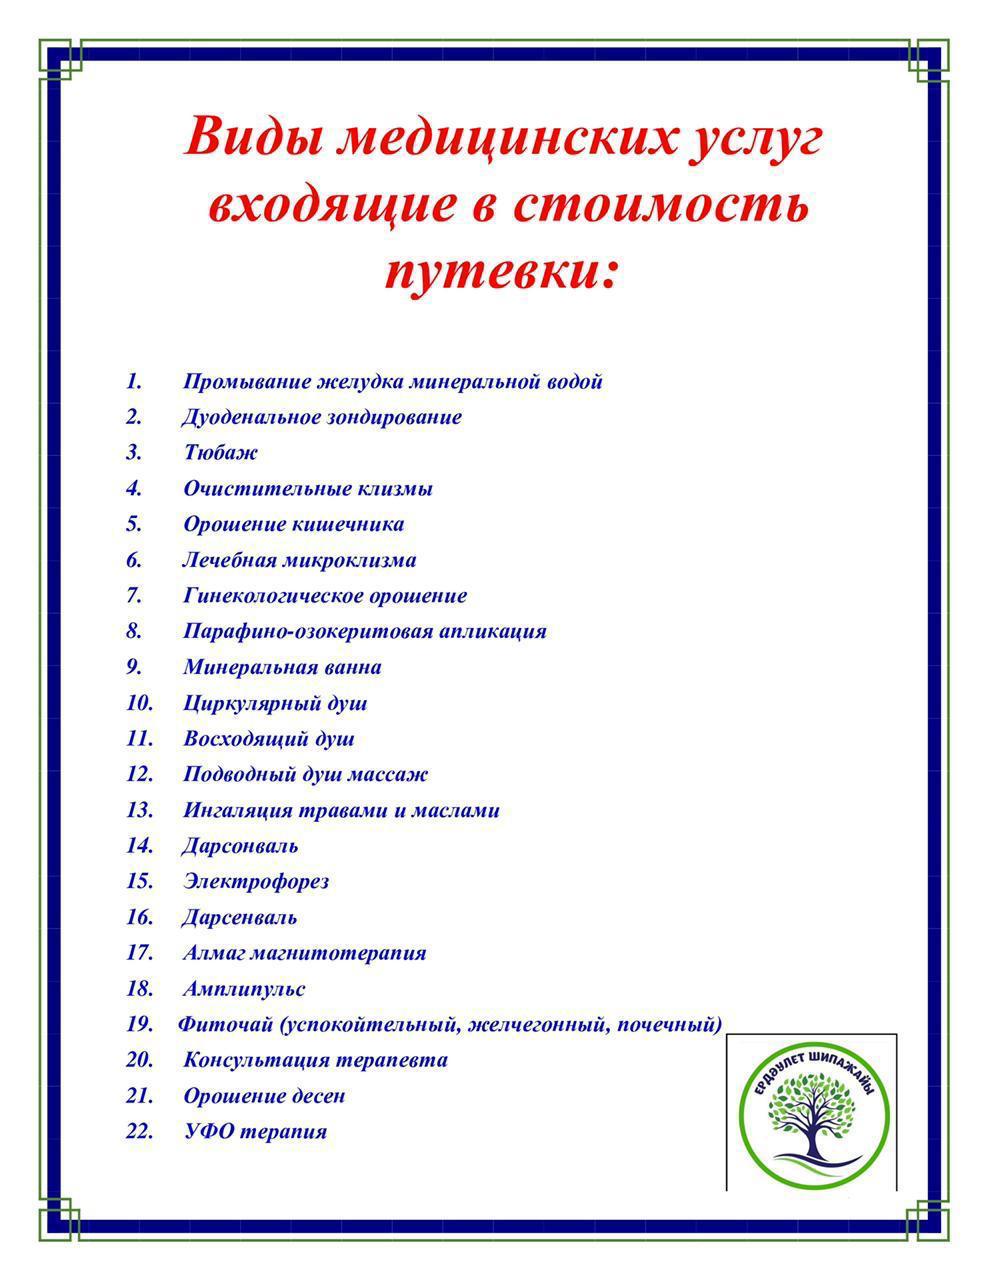 Виды медицинских услуг
входящие в стоимость
путевки:
1. Промывание желудка минеральной водой
2. Дуоденальное зондирование
3. Тюбаж
4. Очистительные клизмы
5. Орошение кишечника
6. Лечебная микроклизма
7. Гинекологическое орошение
8. Парафино-озокеритовая апликация
9. Минеральная ванна
10. Циркулярный душ
11. Восходящий душ
12. Подводный душ массаж
13. Ингаляция травами и маслами
14. Дарсонваль
15. Электрофорез
16. Дарсенваль
17. Алмаг магнитотерапия
18. Амплипульс
19. Фиточай (успокойтельный, желчегонный, почечный)
20. Консультация терапевта
21. Орошение десен
22. УФО терапия
ЕРДӘУЛЕТ ШИПАЖАЙЫ